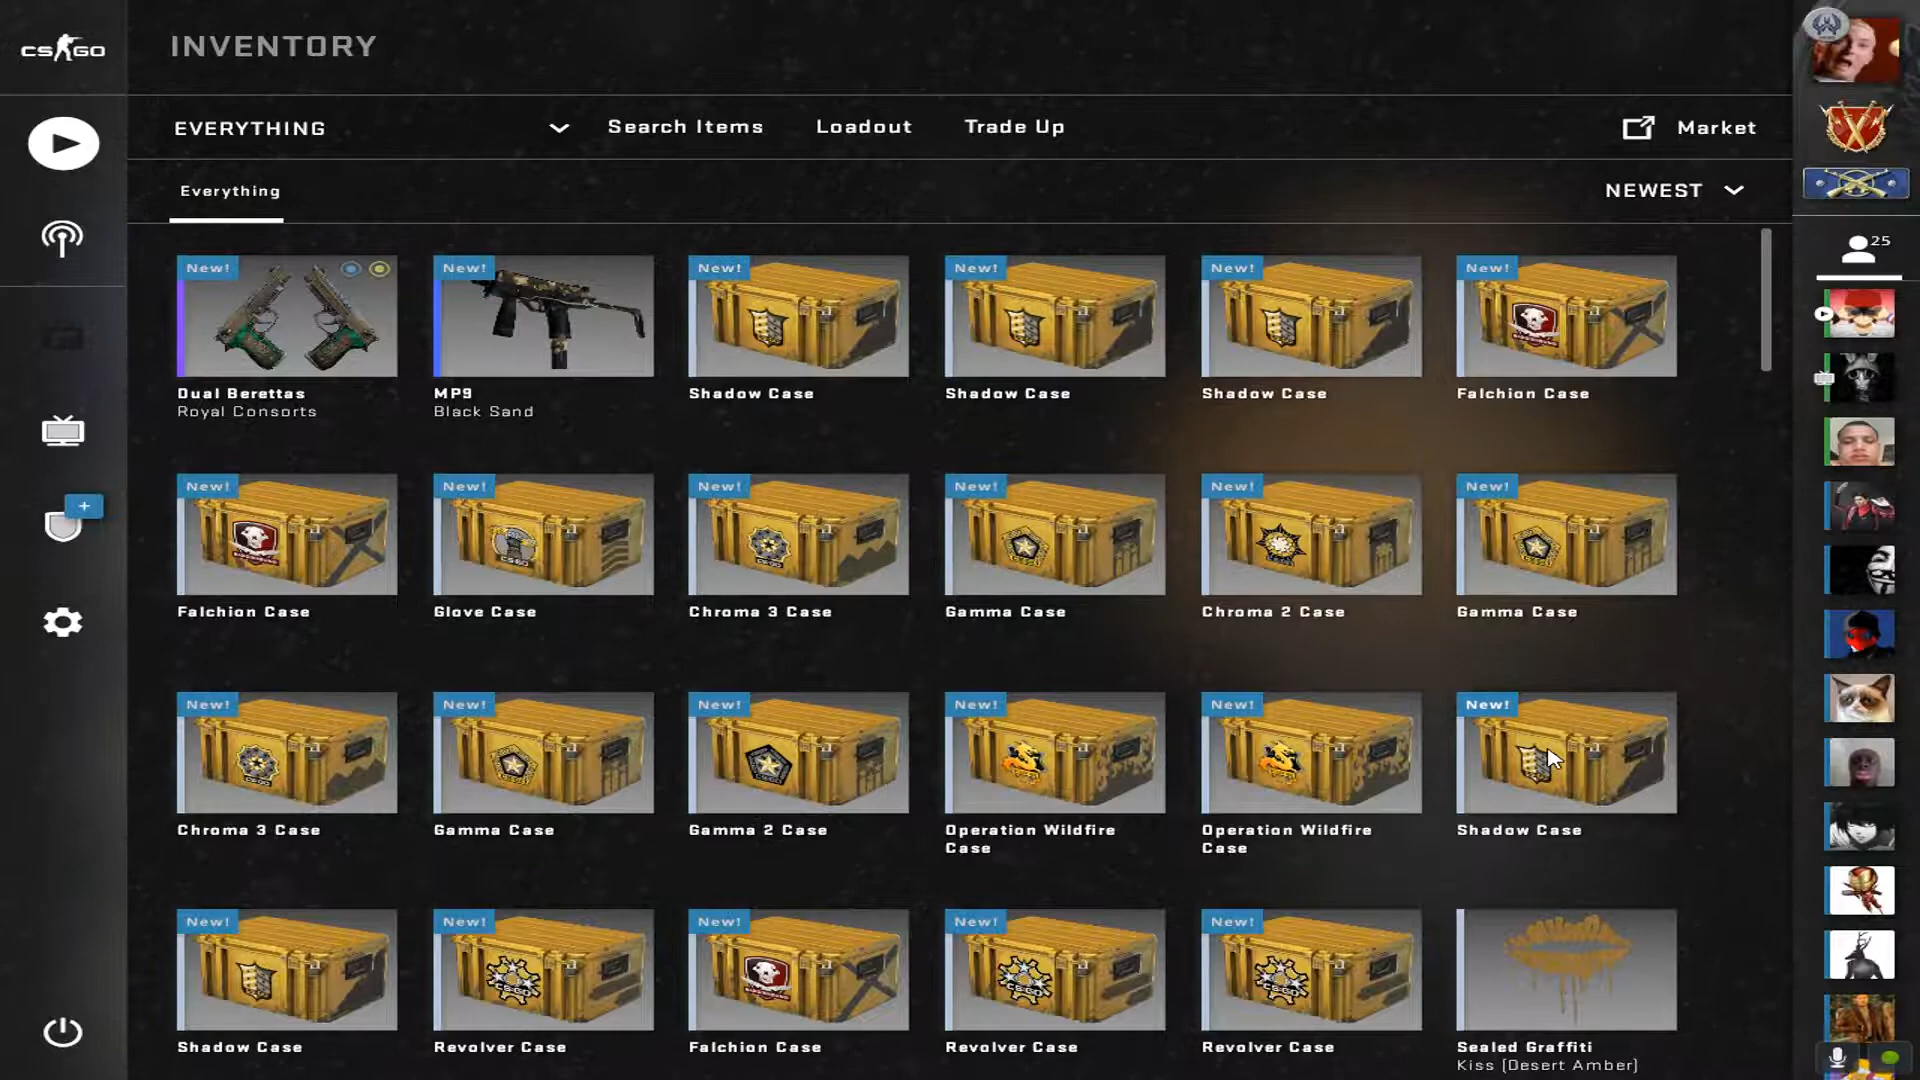 CS GO
INVENTORY
EVERYTHING
Search Items
Loadout
Trade Up
Market
Everything
NEWEST
25
New!
New!
New!
New!
New!
New!
Dual Berettas
Royal Consorts
MP9
Black Sand
Shadow Case
Shadow Case
Shadow Case
Falchion Case
New!
New!
New!
New!
New!
New!
Falchion Case
Glove Case
Chroma 3 Case
Gamma Case
Chroma 2 Case
Gamma Case
New!
New!
New!
New!
New!
New!
Chroma 3 Case
Gamma Case
Gamma 2 Case
Operation Wildfire
Case
Operation Wildfire
Case
Shadow Case
New!
New!
New!
New!
New!
Shadow Case
Revolver Case
Falchion Case
Revolver Case
Revolver Case
Sealed Graffiti
Kiss (Desert Amber)